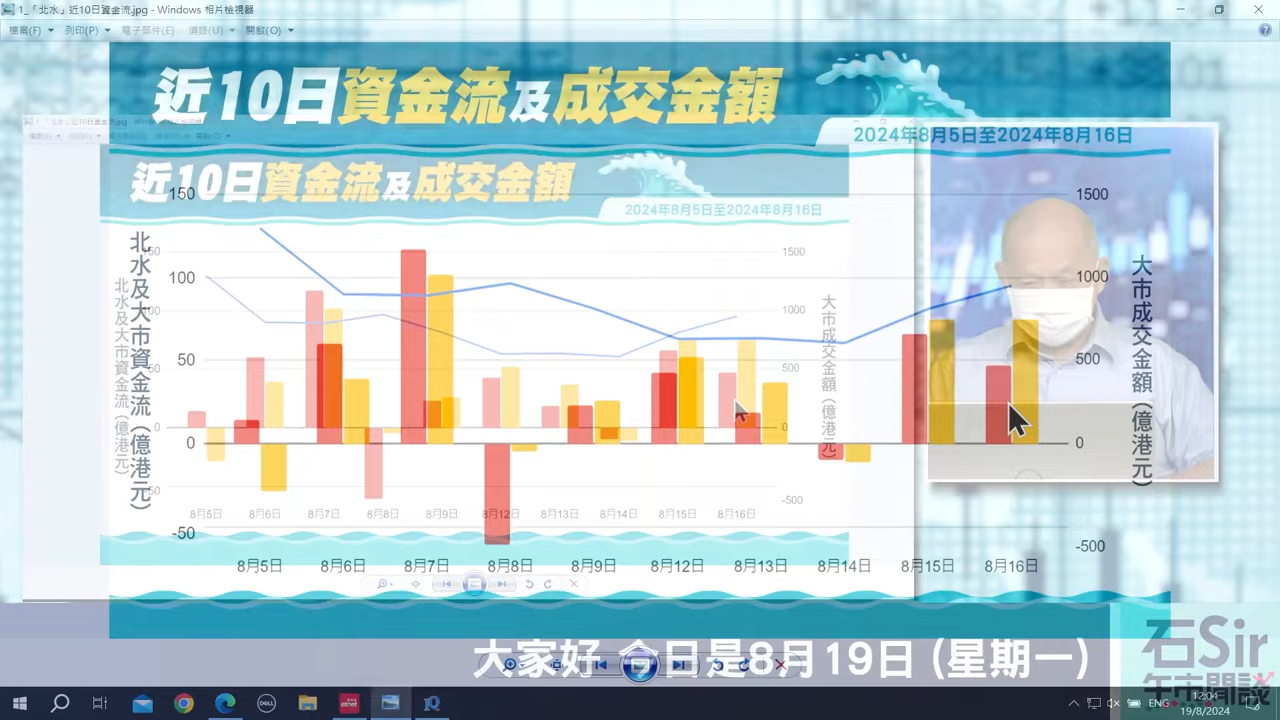 1_「北水」近10日資金流.jpg - Windows 相片檢視器
檔案(F) 列印(P) 電子郵件(E) 燒錄(U) 開啟(O)
近10日資金流及成交金額
2024年8月5日至2024年8月16日
近10日資金流及成交金額
2024年8月5日至2024年8月16日
北水及大市資金流（億港元）
150
100
50
0
-50
1500
1000
500
0
-500
大市成交金額（億港元）
8月5日 8月6日 8月7日 8月8日 8月9日 8月12日 8月13日 8月14日 8月15日 8月16日
北水及大市資金流（億港元）
1500
1000
500
0
-500
大市成交金額（億港元）
8月5日 8月6日 8月7日 8月8日 8月9日 8月12日 8月13日 8月14日 8月15日 8月16日
大家好 今日是8月19日 (星期一)
石Sir
午市開談
DELL
etnet
IQ
ENG
12:04
19/8/2024